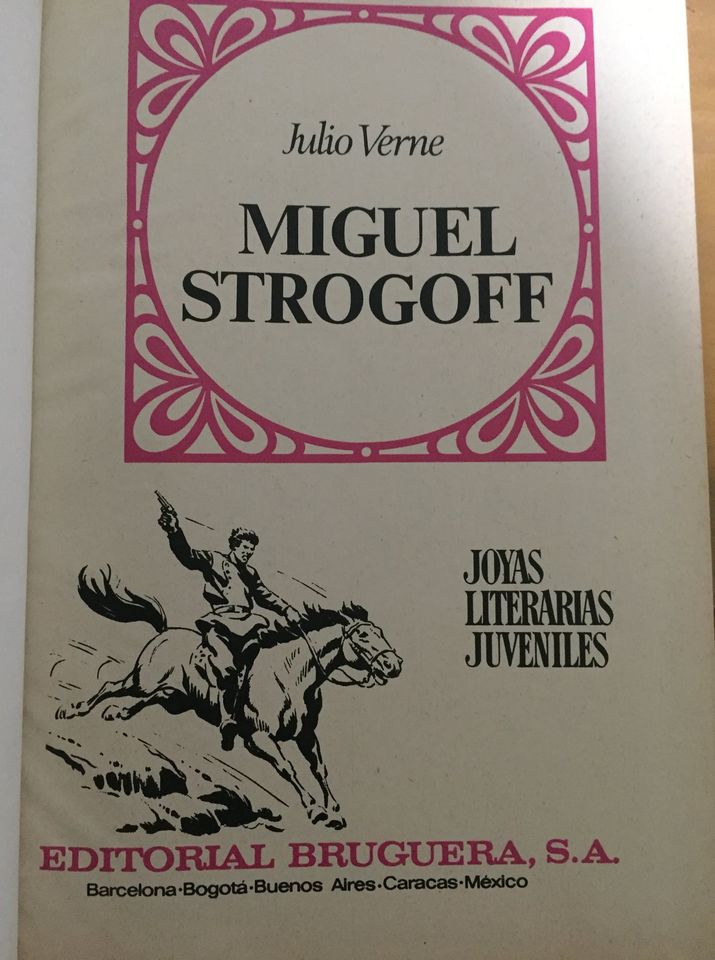 Julio Verne
MIGUEL
STROGOFF
JOYAS
LITERARIAS
JUVENILES
EDITORIAL BRUGUERA, S.A.
Barcelona·Bogotá·Buenos Aires·Caracas·México